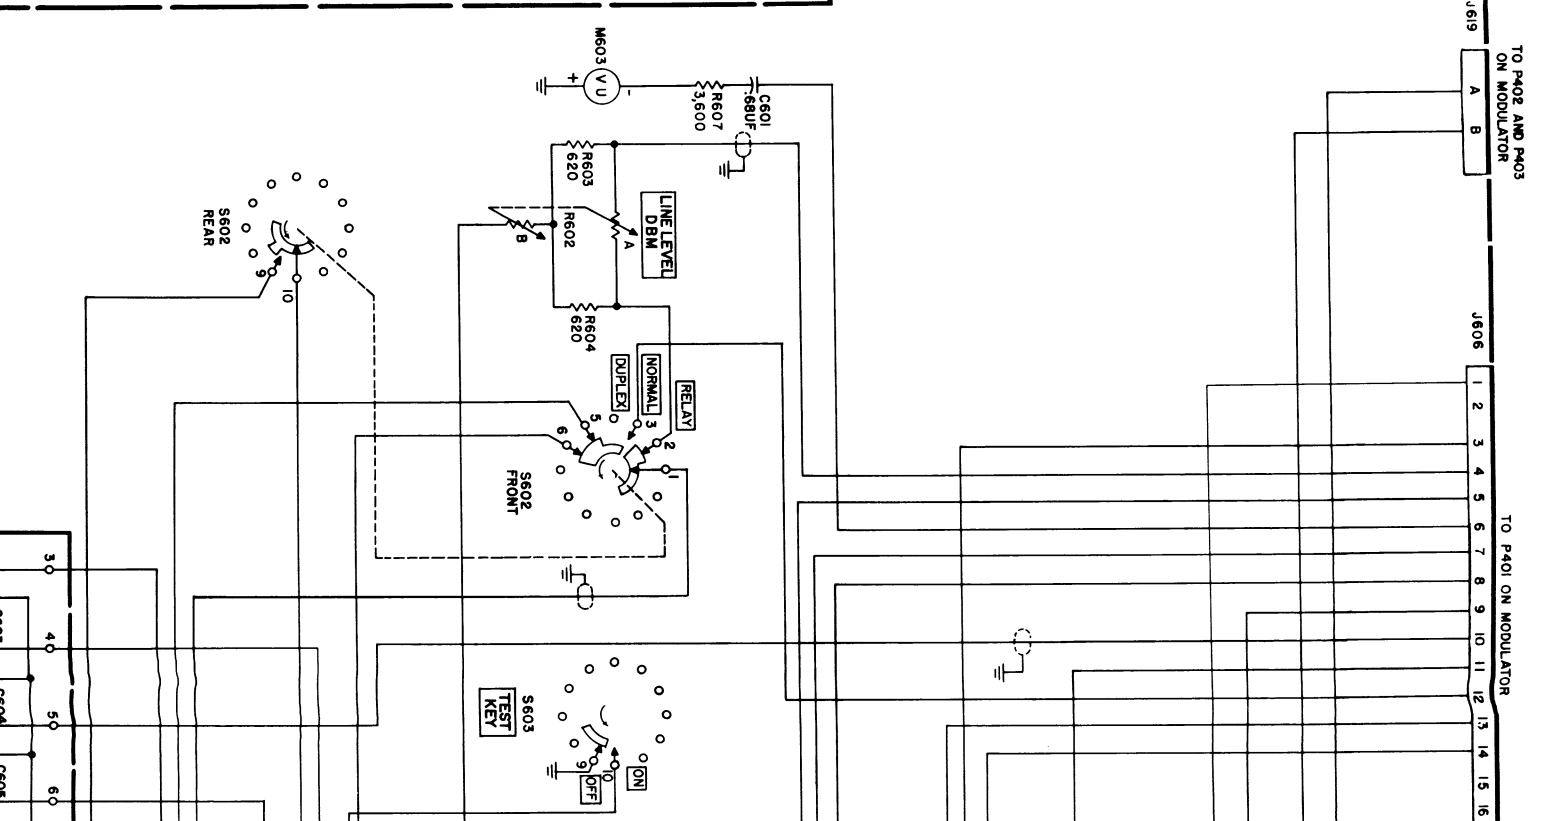 J619
TO P402 AND P403
ON MODULATOR
A
B
M603
VU
+
-
R607
3,600
C601
.68UF
R603
620
R602
A
B
LINE LEVEL
DBM
R604
620
S602
REAR
9
10
J606
DUPLEX
NORMAL
RELAY
5
6
3
2
1
S602
FRONT
TO P401 ON MODULATOR
1
2
3
4
5
6
7
8
9
10
11
12
13
14
15
16
3
4
5
6
S603
TEST
KEY
9
10
OFF
ON
C605